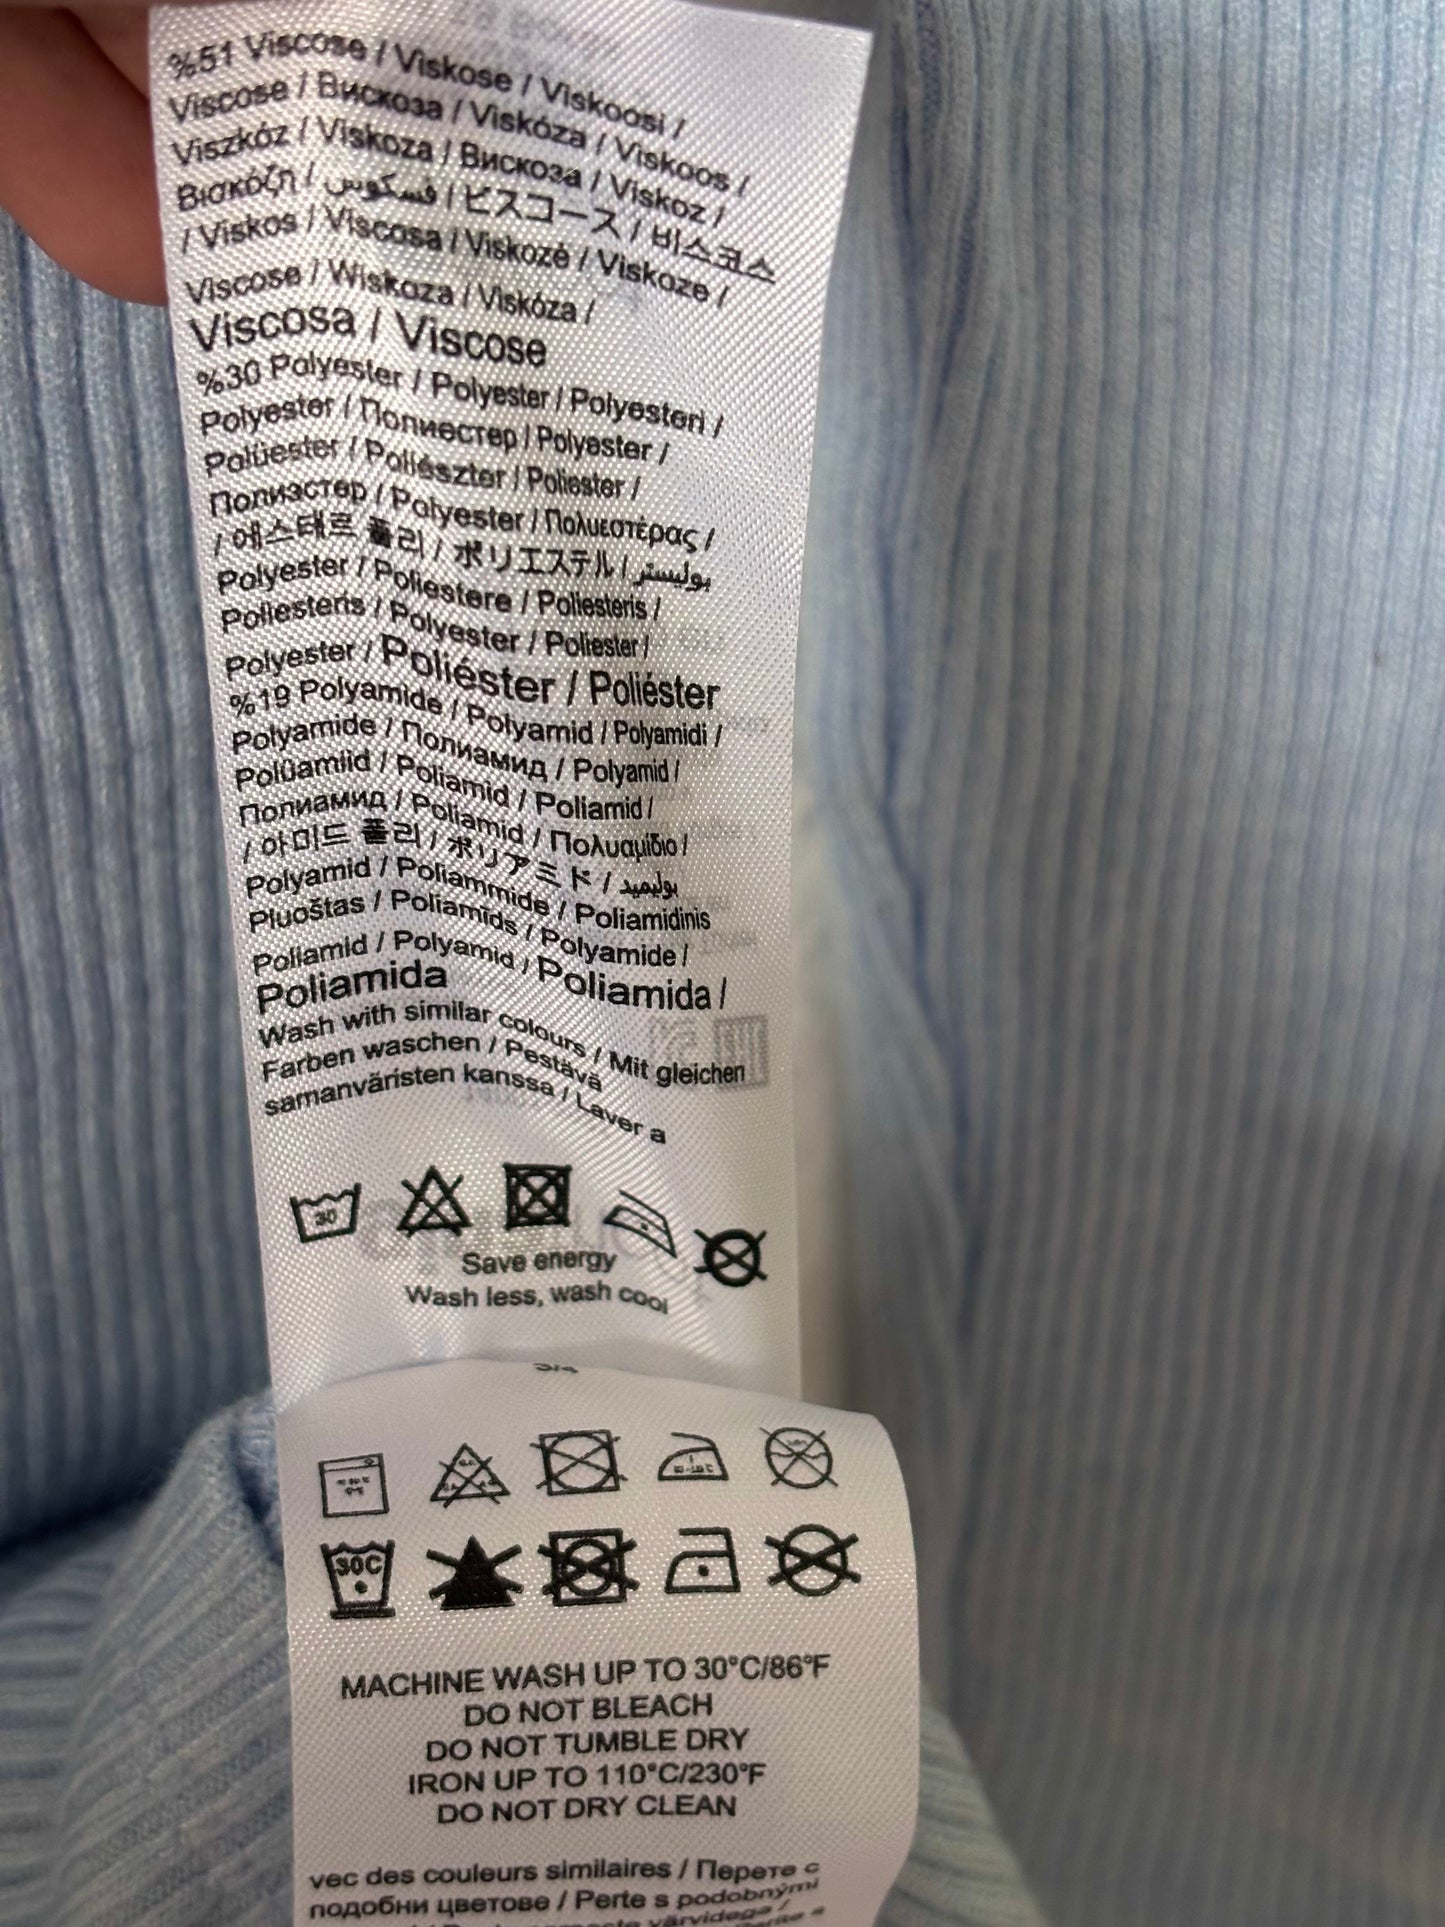 %51 Viscose / Viskose / Viskoosi /
Viscose / Вискоза / Viskóza / Viskoos /
Viszkóz / Viskoza / Вискоза / Viskoz /
Βισκόζη / فسكوس / ビスコース / 비스코스
/ Viskos / Viscosa / Viskozė / Viskoze /
Viscose / Wiskoza / Viskóza /
Viscosa / Viscose
%30 Polyester / Polyester / Polyesteri /
Polyester / Полиестер / Polyester /
Polüester / Poliészter / Poliester /
Полиэстер / Polyester / Πολυεστέρας /
/ 에스테르 폴리 / ポリエステル / بوليستر
Polyester / Poliestere / Poliesteris /
Poliesteris / Polyester / Poliester /
Polyester / Poliéster / Poliéster
%19 Polyamide / Polyamid / Polyamidi /
Polyamide / Полиамид / Polyamid /
Polüamiid / Poliamid / Poliamid /
Полиамид / Poliamid / Πολυαμίδιο /
/ 아미드 폴리 / ポリアミド / بوليميد
Polyamid / Poliammide / Poliamidinis
Pluoštas / Poliamīds / Polyamide /
Poliamid / Polyamid / Poliamida /
Poliamida
Wash with similar colours / Mit gleichen
Farben waschen / Pestävä
samanväristen kanssa / Laver a
30
Save energy
Wash less, wash cool
3/4
30C
MACHINE WASH UP TO 30°C/86°F
DO NOT BLEACH
DO NOT TUMBLE DRY
IRON UP TO 110°C/230°F
DO NOT DRY CLEAN
vec des couleurs similaires / Перете с
подобни цветове / Perte s podobnými
värvidega /